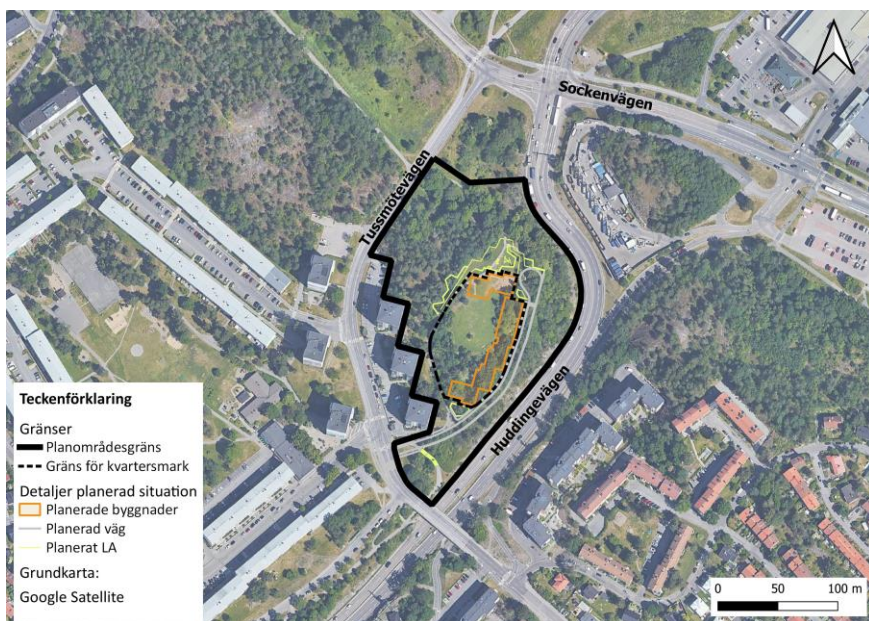 Sockenvägen
Tussmötevägen
Huddingevägen
Teckenförklaring
Gränser
Planområdesgräns
Gräns för kvartersmark
Detaljer planerad situation
Planerade byggnader
Planerad väg
Planerat LA
Grundkarta:
Google Satellite
0 50 100 m